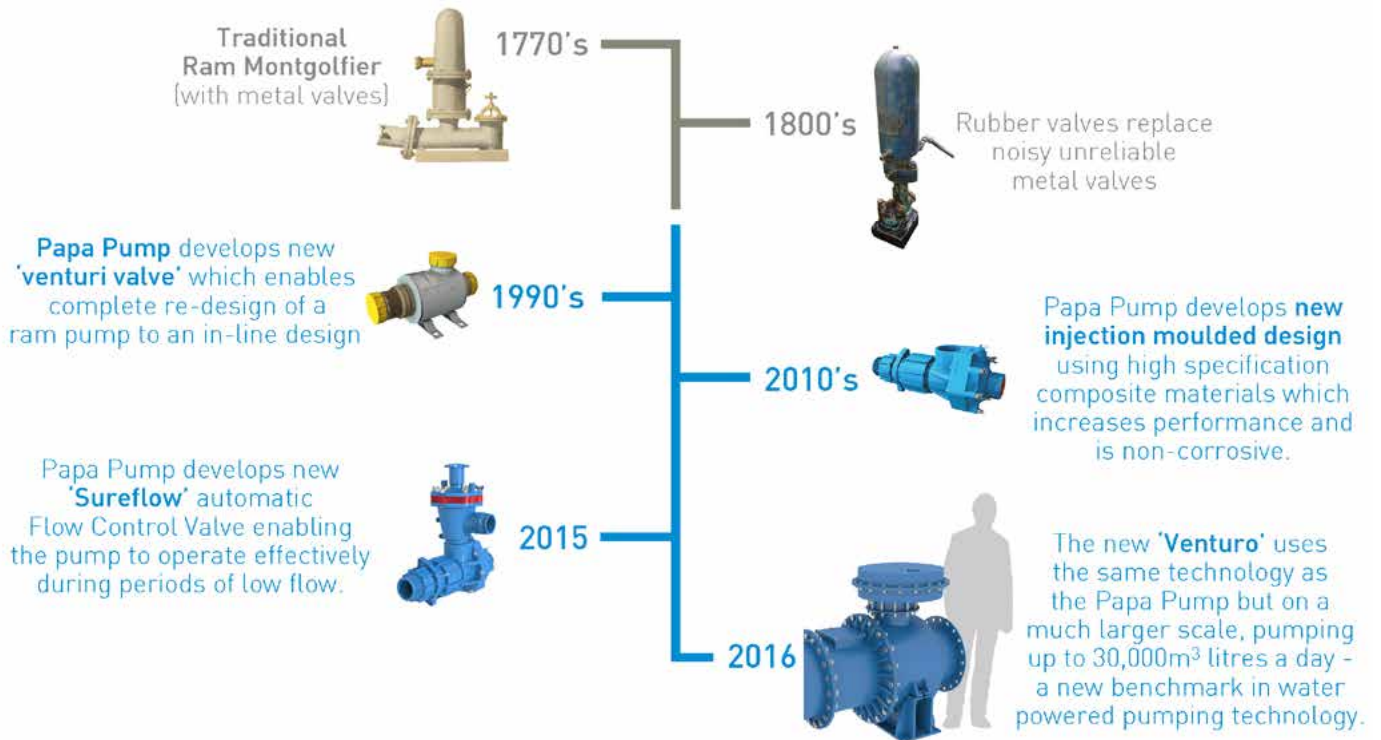 Traditional
Ram Montgolfier
(with metal valves)
1770's
1800's
Rubber valves replace
noisy unreliable
metal valves
Papa Pump develops new
'venturi valve' which enables
complete re-design of a
ram pump to an in-line design
1990's
2010's
Papa Pump develops new
injection moulded design
using high specification
composite materials which
increases performance and
is non-corrosive.
Papa Pump develops new
'Sureflow' automatic
Flow Control Valve enabling
the pump to operate effectively
during periods of low flow.
2015
2016
The new 'Venturo' uses
the same technology as
the Papa Pump but on a
much larger scale, pumping
up to 30,000m³ litres a day -
a new benchmark in water
powered pumping technology.